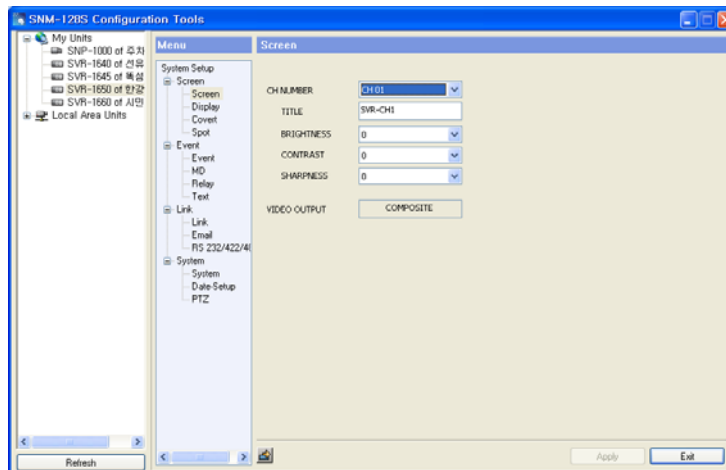 SNM-128S Configuration Tools
My Units
SNP-1000 of 주차
SVR-1640 of 선유
SVR-1645 of 뚝섬
SVR-1650 of 한강
SVR-1660 of 시민
Local Area Units
Refresh
Menu
System Setup
Screen
Screen
Display
Covert
Spot
Event
Event
MD
Relay
Text
Link
Link
Email
RS 232/422/4
System
System
Date-Setup
PTZ
Screen
CH NUMBER CH 01
TITLE SVR-CH1
BRIGHTNESS 0
CONTRAST 0
SHARPNESS 0
VIDEO OUTPUT COMPOSITE
Apply Exit